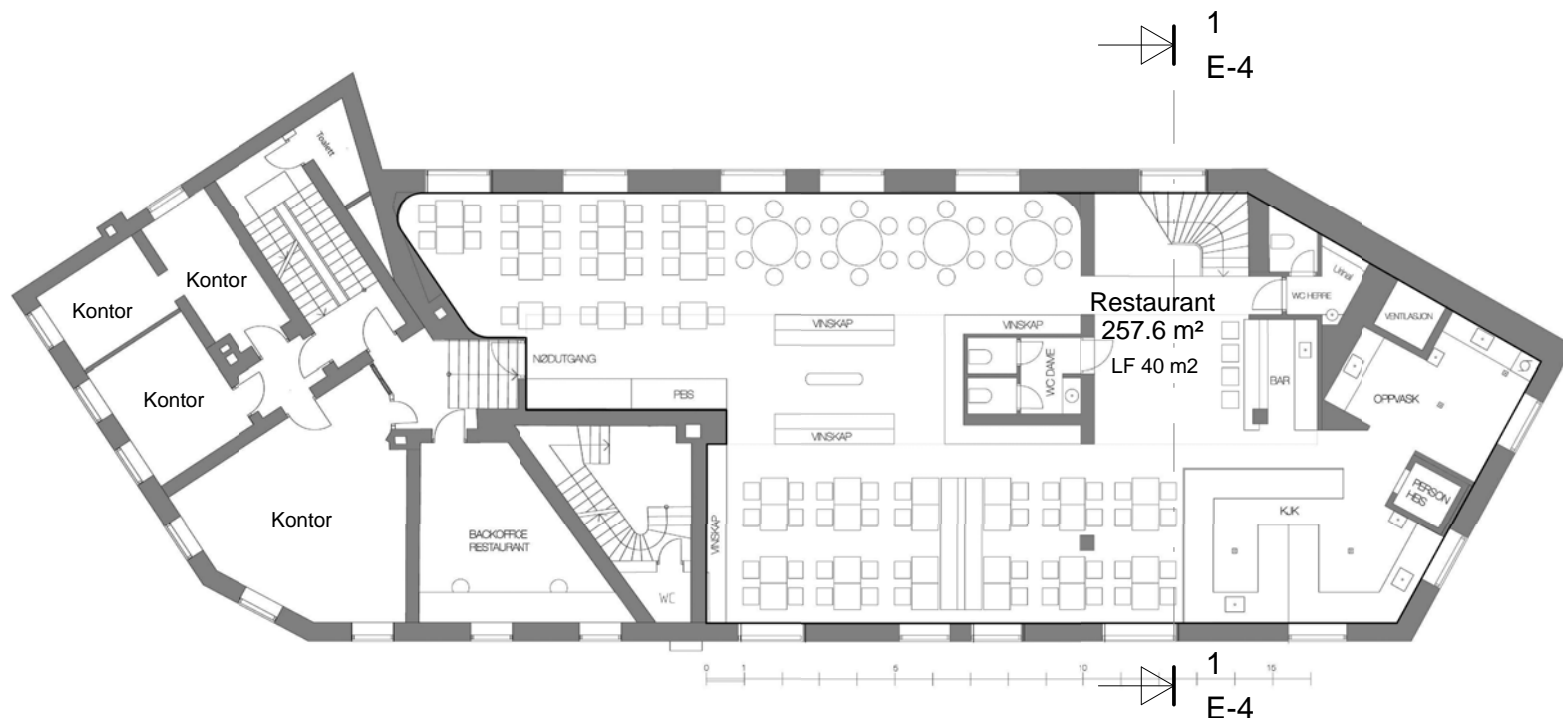 1
E-4
Toalett
Kontor
Kontor
Kontor
Kontor
Restaurant
257.6 m²
LF 40 m2
Urinal
WC HERRE
VENTILASJON
VINSKAP
VINSKAP
NØDUTGANG
WC DAME
PBS
BAR
OPPVASK
VINSKAP
PERSON
HEIS
KJK
VINSKAP
BACKOFFICE
RESTAURANT
WC
0 1 5 10 15
1
E-4